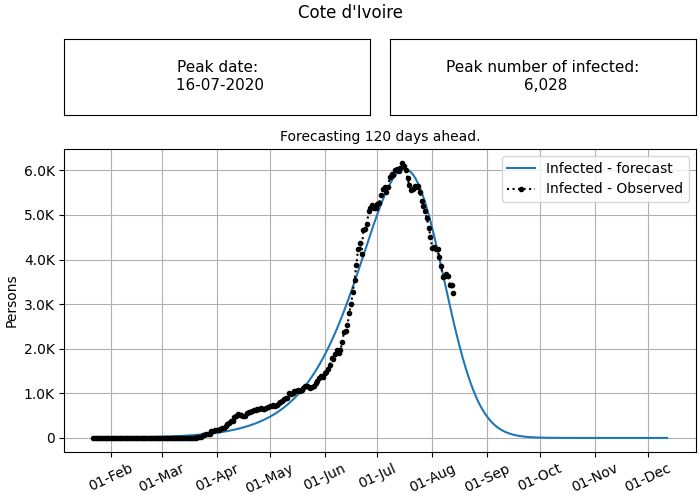 Cote d'Ivoire
Peak date:
16-07-2020
Peak number of infected:
6,028
Forecasting 120 days ahead.
Infected - forecast
Infected - Observed
6.0K
5.0K
4.0K
3.0K
2.0K
1.0K
0
Persons
01-Feb
01-Mar
01-Apr
01-May
01-Jun
01-Jul
01-Aug
01-Sep
01-Oct
01-Nov
01-Dec